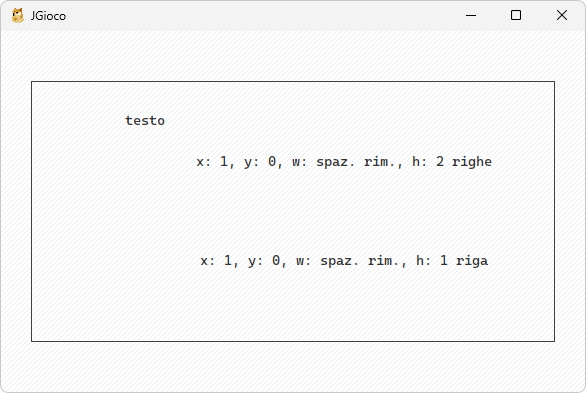 JGioco
testo
x: 1, y: 0, w: spaz. rim., h: 2 righe
x: 1, y: 0, w: spaz. rim., h: 1 riga